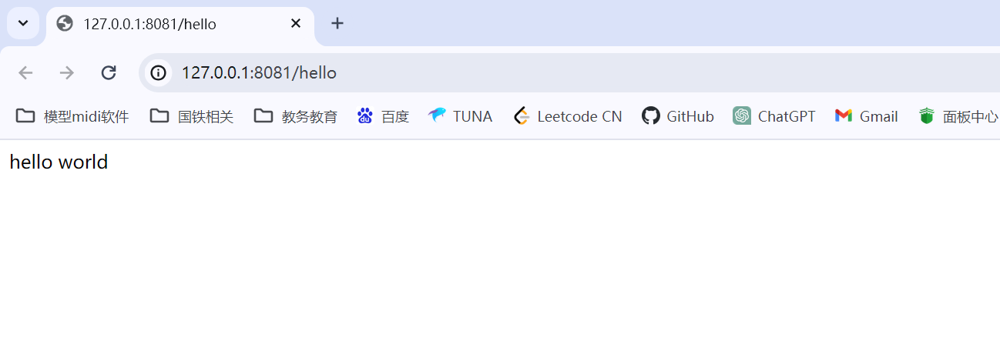 127.0.0.1:8081/hello
127.0.0.1:8081/hello
模型midi软件 国铁相关 教务教育 百度 TUNA Leetcode CN GitHub ChatGPT Gmail 面板中心
hello world